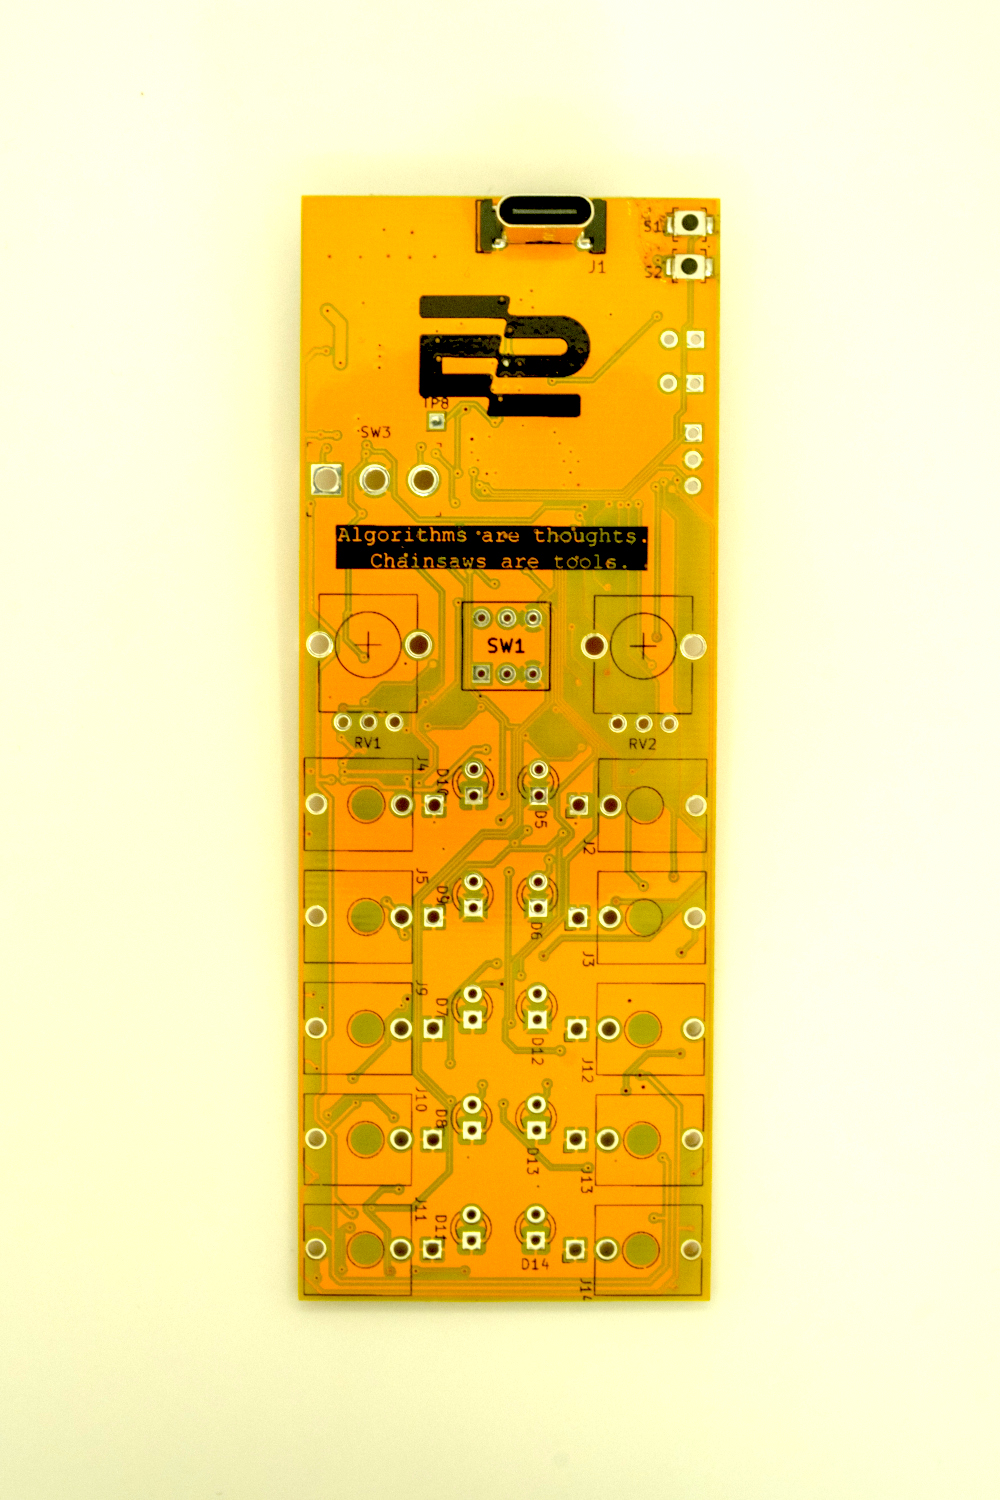 S1
J1
S2
TP8
SW3
Algorithms are thoughts.
Chainsaws are tools.
SW1
RV1
RV2
J4
D10
D5
J2
J5
D9
D6
J3
J9
D7
D12
J12
J10
D8
D13
J13
J11
D11
D14
J14